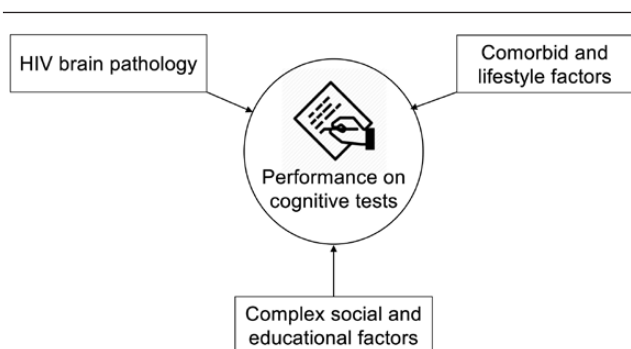 HIV brain pathology
Comorbid and
lifestyle factors
Performance on
cognitive tests
Complex social and
educational factors